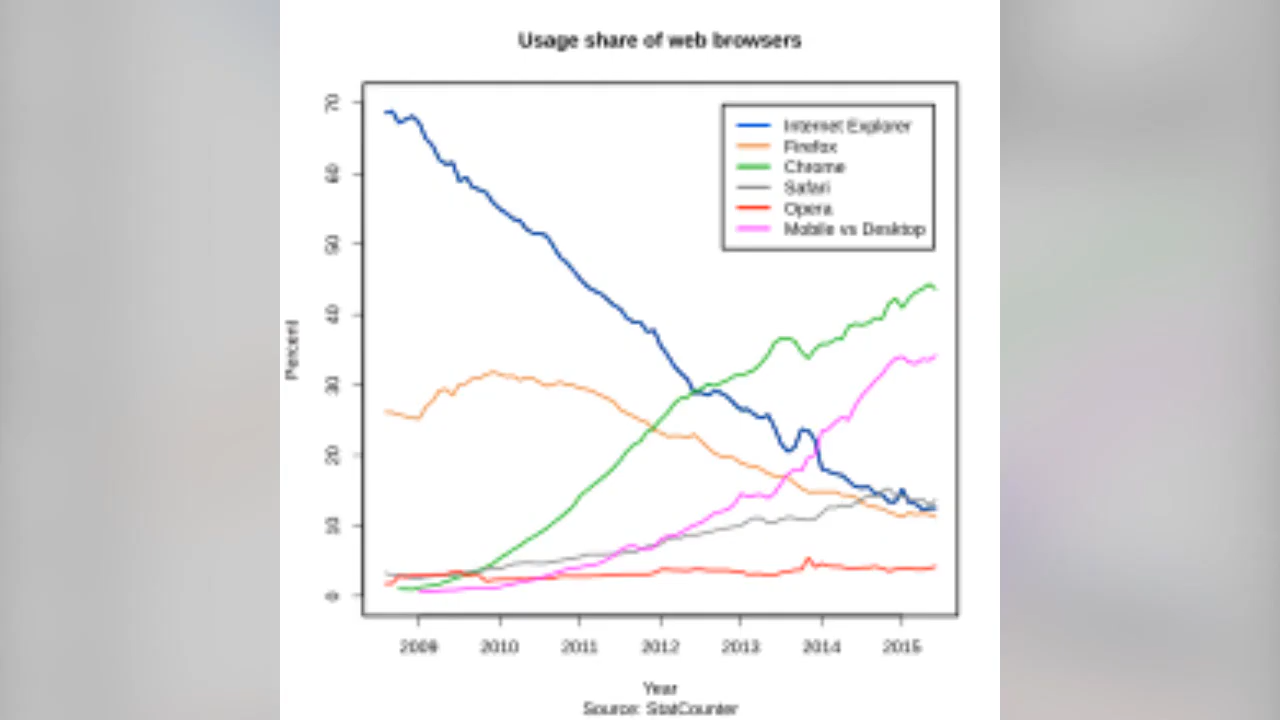 Usage share of web browsers
70
60
50
40
30
20
10
0
Percent
Internet Explorer
Firefox
Chrome
Safari
Opera
Mobile vs Desktop
2009 2010 2011 2012 2013 2014 2015
Year
Source: StatCounter